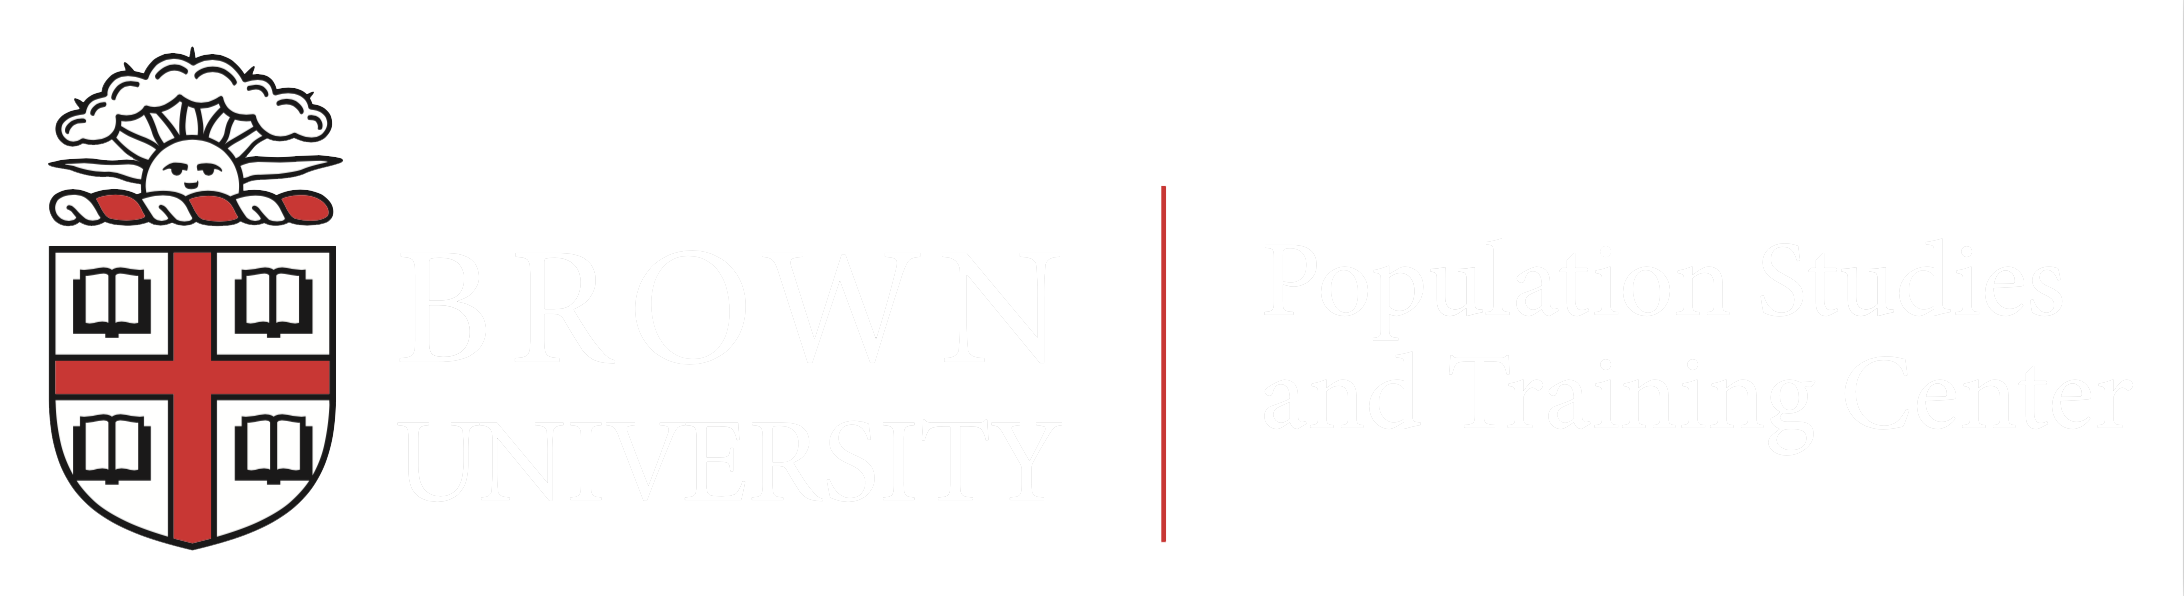 BROWN
UNIVERSITY
Population Studies
and Training Center